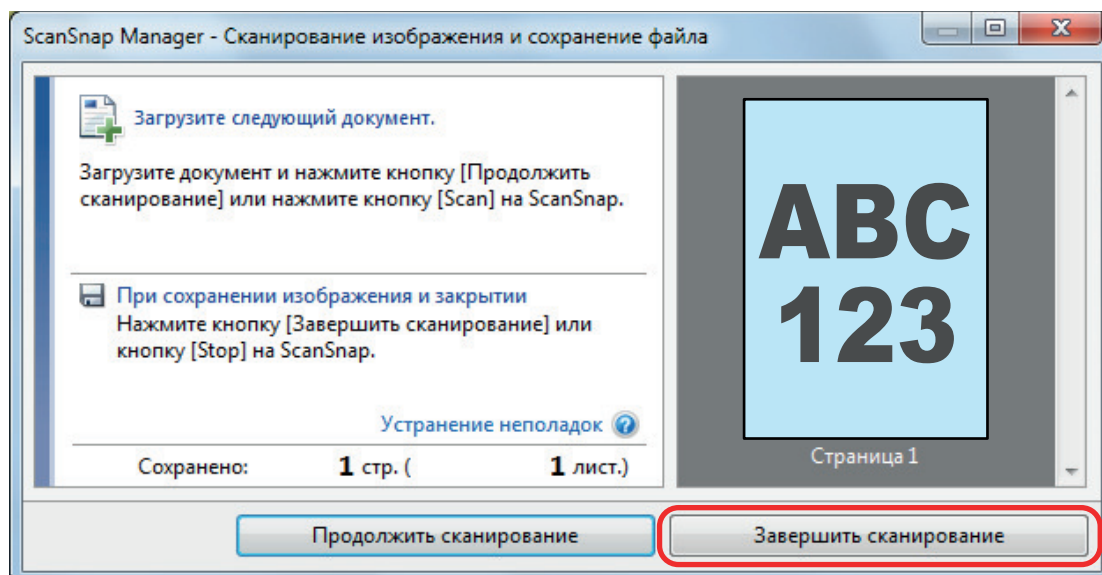 ScanSnap Manager - Сканирование изображения и сохранение файла
Загрузите следующий документ.
Загрузите документ и нажмите кнопку [Продолжить
сканирование] или нажмите кнопку [Scan] на ScanSnap.
При сохранении изображения и закрытии
Нажмите кнопку [Завершить сканирование] или
кнопку [Stop] на ScanSnap.
Устранение неполадок
Сохранено: 1 стр. ( 1 лист.)
ABC
123
Страница 1
Продолжить сканирование
Завершить сканирование